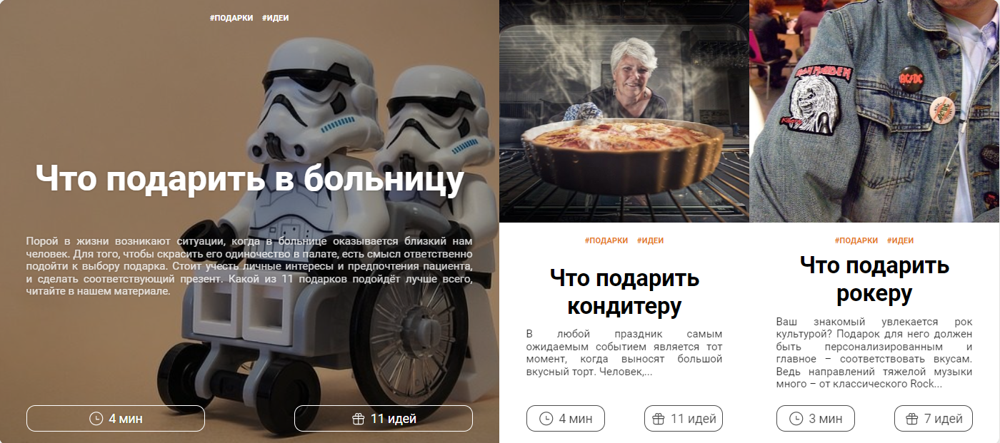 #ПОДАРКИ #ИДЕИ
Что подарить в больницу
Порой в жизни возникают ситуации, когда в больнице оказывается близкий нам
человек. Для того, чтобы скрасить его одиночество в палате, есть смысл ответственно
подойти к выбору подарка. Стоит учесть личные интересы и предпочтения пациента,
и сделать соответствующий презент. Какой из 11 подарков подойдёт лучше всего,
читайте в нашем материале.
4 мин
11 идей
#ПОДАРКИ #ИДЕИ
Что подарить
кондитеру
В любой праздник самым
ожидаемым событием является тот
момент, когда выносят большой
вкусный торт. Человек,...
4 мин
11 идей
IRON MAIDEN
AC/DC
#ПОДАРКИ #ИДЕИ
Что подарить
рокеру
Ваш знакомый увлекается рок
культурой? Подарок для него должен
быть персонализированным и
главное – соответствовать вкусам.
Ведь направлений тяжелой музыки
много – от классического Rock...
3 мин
7 идей